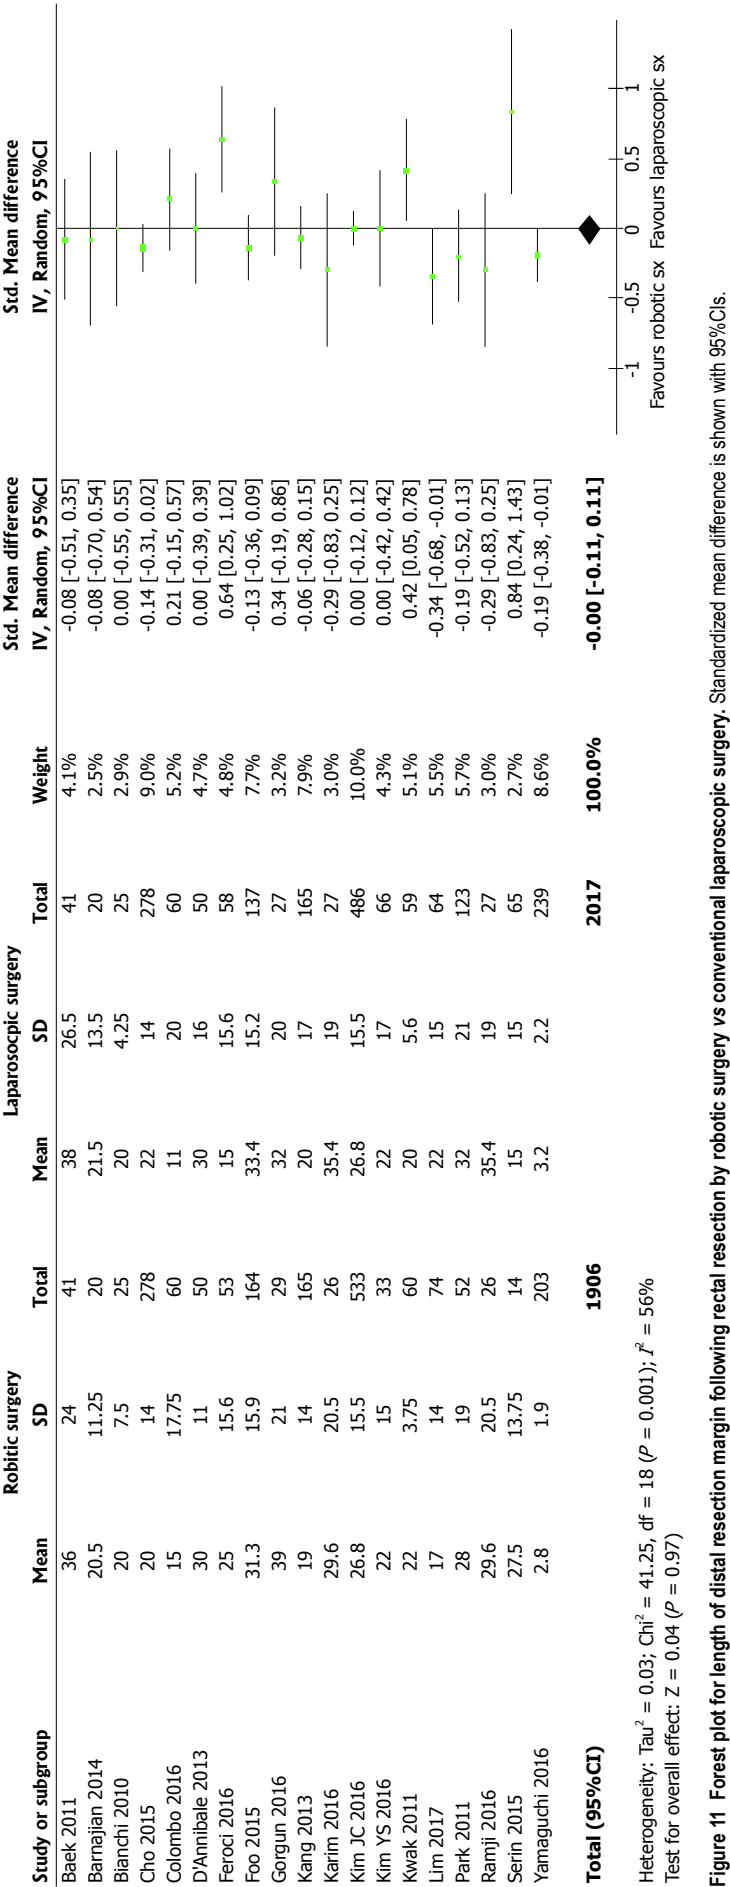 Robitic surgery Laparosocpic surgery Std. Mean difference Std. Mean difference
Study or subgroup Mean SD Total Mean SD Total Weight IV, Random, 95%CI IV, Random, 95%CI
Baek 2011 36 24 41 38 26.5 41 4.1% -0.08 [-0.51, 0.35]
Barnajian 2014 20.5 11.25 20 21.5 13.5 20 2.5% -0.08 [-0.70, 0.54]
Bianchi 2010 20 7.5 25 20 4.25 25 2.9% 0.00 [-0.55, 0.55]
Cho 2015 20 14 278 22 14 278 9.0% -0.14 [-0.31, 0.02]
Colombo 2016 15 17.75 60 11 20 60 5.2% 0.21 [-0.15, 0.57]
D'Annibale 2013 30 11 50 30 16 50 4.7% 0.00 [-0.39, 0.39]
Feroci 2016 25 15.6 53 15 15.6 58 4.8% 0.64 [0.25, 1.02]
Foo 2015 31.3 15.9 164 33.4 15.2 137 7.7% -0.13 [-0.36, 0.09]
Gorgun 2016 39 21 29 32 20 27 3.2% 0.34 [-0.19, 0.86]
Kang 2013 19 14 165 20 17 165 7.9% -0.06 [-0.28, 0.15]
Karim 2016 29.6 20.5 26 35.4 19 27 3.0% -0.29 [-0.83, 0.25]
Kim JC 2016 26.8 15.5 533 26.8 15.5 486 10.0% 0.00 [-0.12, 0.12]
Kim YS 2016 22 15 33 22 17 66 4.3% 0.00 [-0.42, 0.42]
Kwak 2011 22 3.75 60 20 5.6 59 5.1% 0.42 [0.05, 0.78]
Lim 2017 17 14 74 22 15 64 5.5% -0.34 [-0.68, -0.01]
Park 2011 28 19 52 32 21 123 5.7% -0.19 [-0.52, 0.13]
Ramji 2016 29.6 20.5 26 35.4 19 27 3.0% -0.29 [-0.83, 0.25]
Serin 2015 27.5 13.75 14 15 15 65 2.7% 0.84 [0.24, 1.43]
Yamaguchi 2016 2.8 1.9 203 3.2 2.2 239 8.6% -0.19 [-0.38, -0.01]
Total (95%CI) 1906 2017 100.0% -0.00 [-0.11, 0.11]
Heterogeneity: Tau² = 0.03; Chi² = 41.25, df = 18 (P = 0.001); I² = 56%
Test for overall effect: Z = 0.04 (P = 0.97)
-1 -0.5 0 0.5 1
Favours robotic sx Favours laparoscopic sx
Figure 11 Forest plot for length of distal resection margin following rectal resection by robotic surgery vs conventional laparoscopic surgery. Standardized mean difference is shown with 95%CIs.